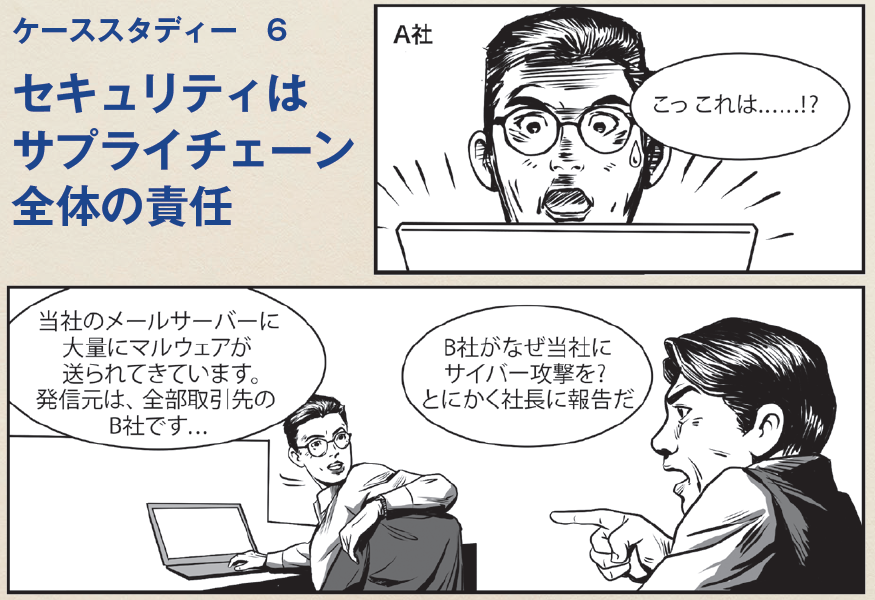 ケーススタディー　6
セキュリティは
サプライチェーン
全体の責任
A社
こっ これは……!?
当社のメールサーバーに
大量にマルウェアが
送られてきています。
発信元は、全部取引先の
B社です…
B社がなぜ当社に
サイバー攻撃を?
とにかく社長に報告だ